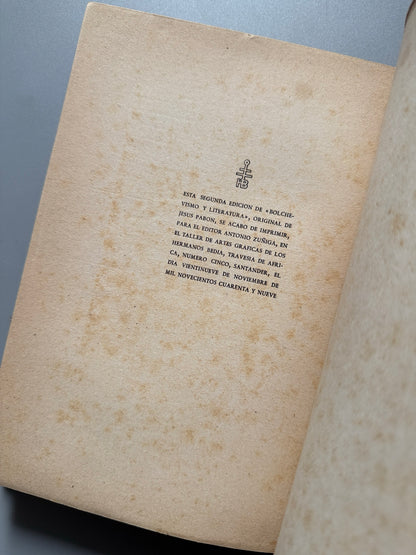 ESTA SEGUNDA EDICION DE «BOLCHE-
VISMO Y LITERATURA», ORIGINAL DE
JESUS PABON, SE ACABO DE IMPRIMIR,
PARA EL EDITOR ANTONIO ZUÑIGA, EN
EL TALLER DE ARTES GRAFICAS DE LOS
HERMANOS BEDIA, TRAVESIA DE AFRI-
CA, NUMERO CINCO, SANTANDER, EL
DIA VIENTINUEVE DE NOVIEMBRE DE
MIL NOVECIENTOS CUARENTA Y NUEVE